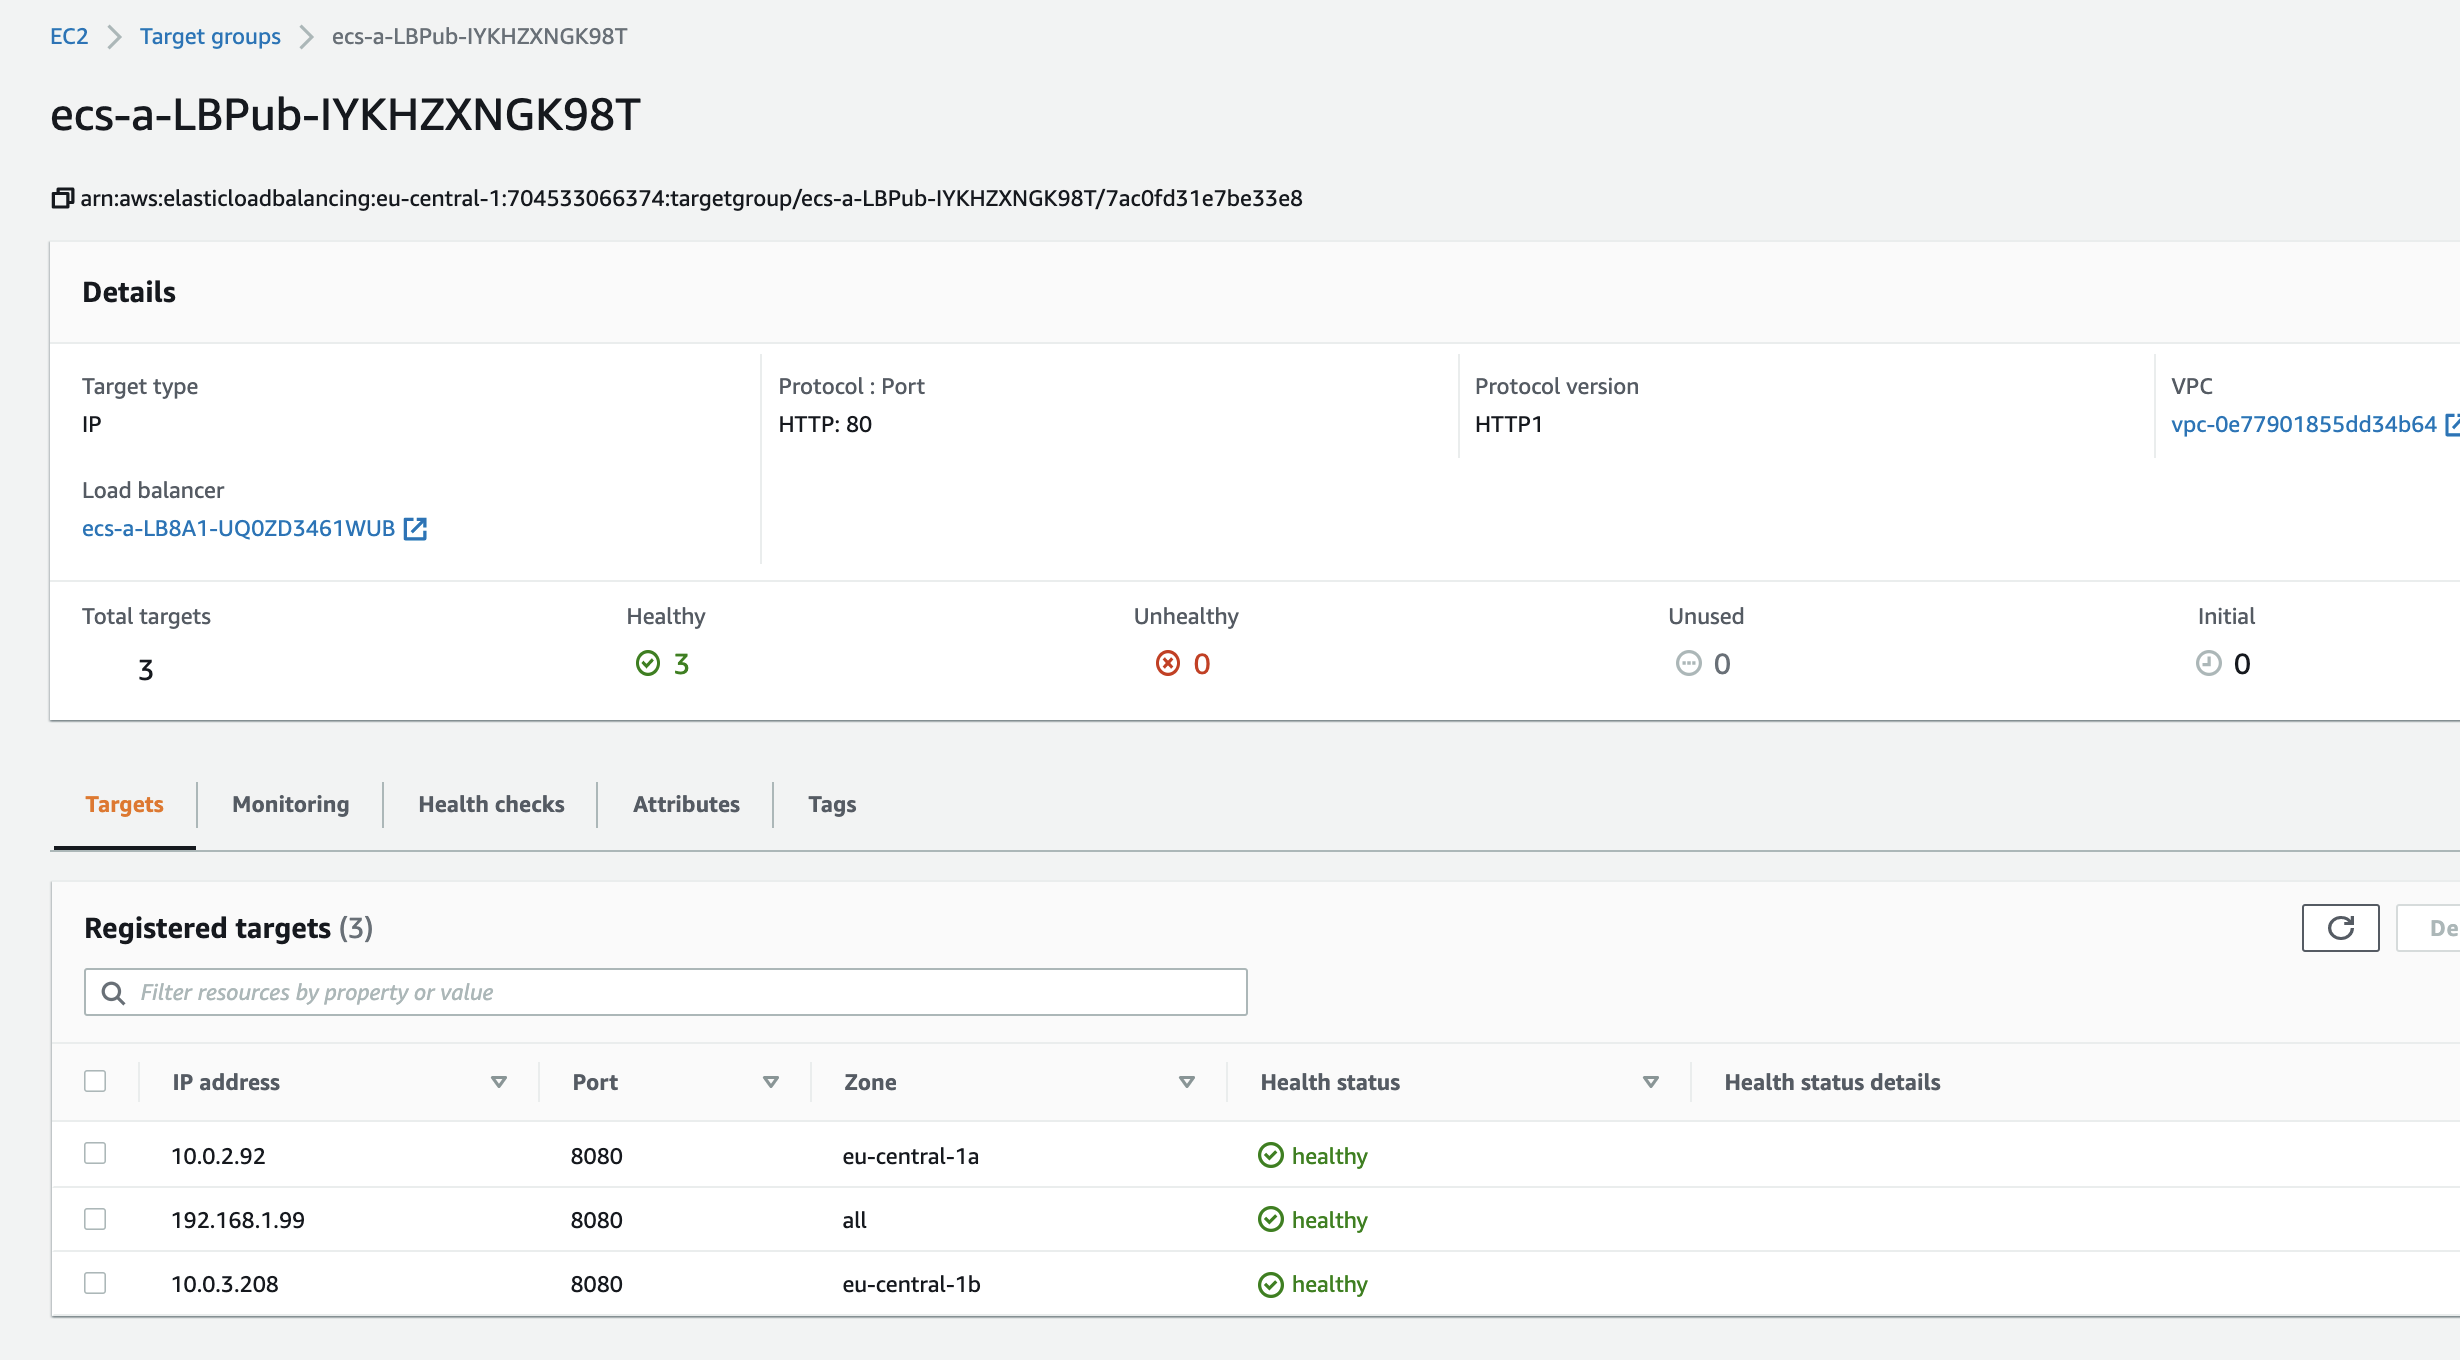 EC2 Target groups ecs-a-LBPub-IYKHZXNGK98T
ecs-a-LBPub-IYKHZXNGK98T
arn:aws:elasticloadbalancing:eu-central-1:704533066374:targetgroup/ecs-a-LBPub-IYKHZXNGK98T/7ac0fd31e7be33e8
Details
Target type
IP
Protocol : Port
HTTP: 80
Protocol version
HTTP1
VPC
vpc-0e77901855dd34b64
Load balancer
ecs-a-LB8A1-UQ0ZD3461WUB
Total targets
3
Healthy
3
Unhealthy
0
Unused
0
Initial
0
Targets Monitoring Health checks Attributes Tags
Registered targets (3)
De
Filter resources by property or value
IP address Port Zone Health status Health status details
10.0.2.92 8080 eu-central-1a healthy
192.168.1.99 8080 all healthy
10.0.3.208 8080 eu-central-1b healthy